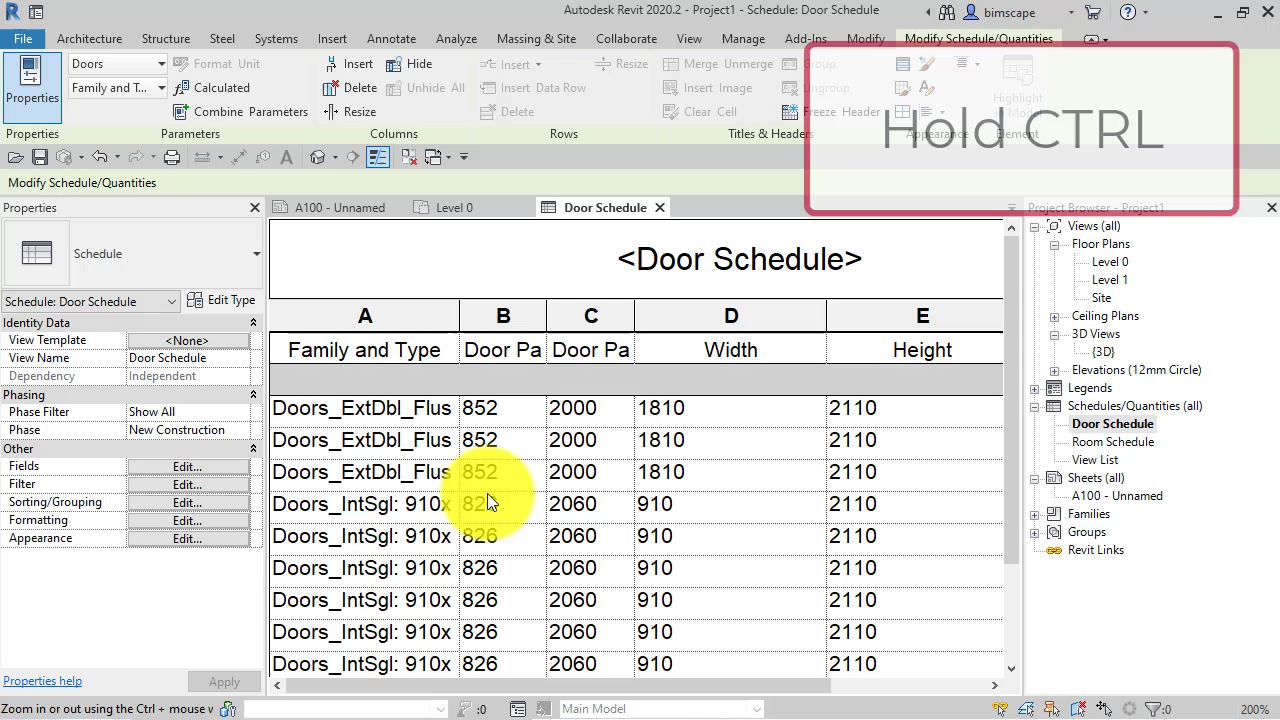 Autodesk Revit 2020.2 - Project1 - Schedule: Door Schedule
bimscape
File
Architecture
Structure
Steel
Systems
Insert
Annotate
Analyze
Massing & Site
Collaborate
View
Manage
Add-Ins
Modify
Modify Schedule/Quantities
Hold CTRL
Properties
Door
Family and T...
Properties
Format Unit
Calculated
Combine Parameters
Parameters
Insert
Hide
Delete
Unhide All
Resize
Columns
Insert
Resize
Insert Data Row
Delete
Rows
Merge Unmerge
Insert Image
Clear Cell
Group
Ungroup
Freeze Header
Titles & Headers
Appearance
Highlight
in Model
Element
Modify Schedule/Quantities
Properties
A100 - Unnamed
Level 0
Door Schedule
Project Browser - Project1
Schedule
Schedule: Door Schedule
Edit Type
Identity Data
View Template <None>
View Name Door Schedule
Dependency Independent
Phasing
Phase Filter Show All
Phase New Construction
Other
Fields Edit...
Filter Edit...
Sorting/Grouping Edit...
Formatting Edit...
Appearance Edit...
Properties help
Apply
<Door Schedule>
A B C D E
Family and Type Door Pa Door Pa Width Height
Doors_ExtDbl_Flus 852 2000 1810 2110
Doors_ExtDbl_Flus 852 2000 1810 2110
Doors_ExtDbl_Flus 852 2000 1810 2110
Doors_IntSgl: 910x 826 2060 910 2110
Doors_IntSgl: 910x 826 2060 910 2110
Doors_IntSgl: 910x 826 2060 910 2110
Doors_IntSgl: 910x 826 2060 910 2110
Doors_IntSgl: 910x 826 2060 910 2110
Doors_IntSgl: 910x 826 2060 910 2110
Views (all)
Floor Plans
Level 0
Level 1
Site
Ceiling Plans
3D Views
{3D}
Elevations (12mm Circle)
Legends
Schedules/Quantities (all)
Door Schedule
Room Schedule
View List
Sheets (all)
A100 - Unnamed
Families
Groups
Revit Links
Zoom in or out using the Ctrl + mouse v
:0
Main Model
:0
200%